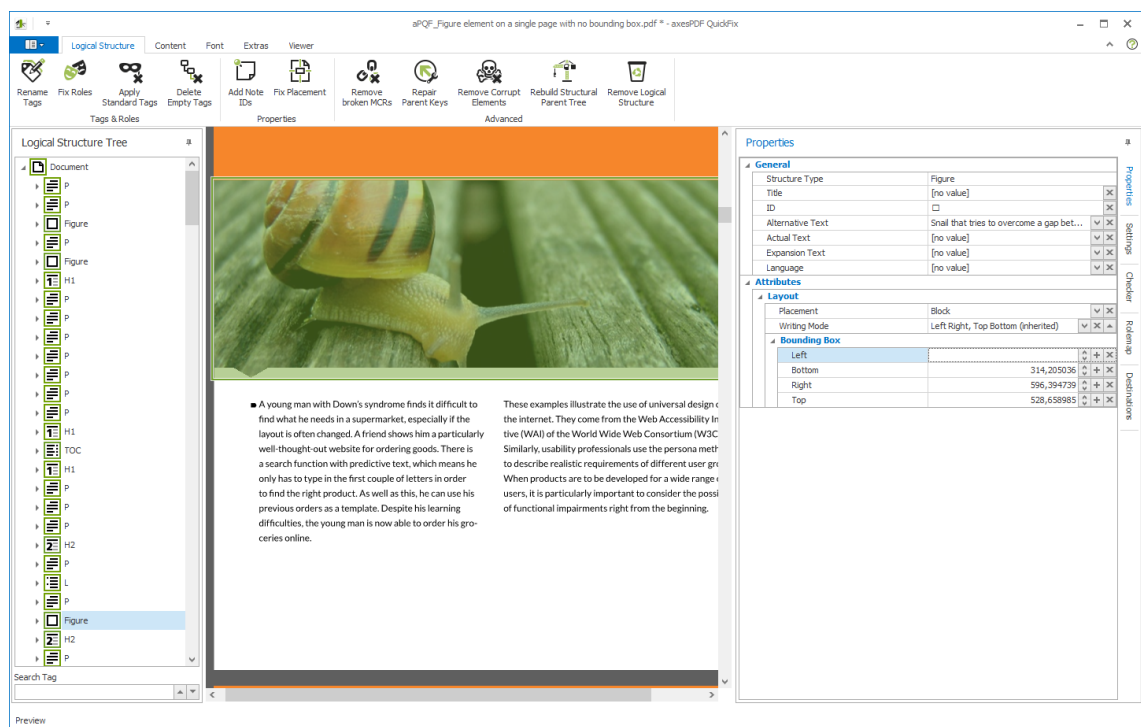 aPQF_Figure element on a single page with no bounding box.pdf * - axesPDF QuickFix
Logical Structure Content Font Extras Viewer
Rename Tags
Fix Roles
Apply Standard Tags
Delete Empty Tags
Add Note IDs
Fix Placement
Remove broken MCRs
Repair Parent Keys
Remove Corrupt Elements
Rebuild Structural Parent Tree
Remove Logical Structure
Tags & Roles
Properties
Advanced
Logical Structure Tree
Document
P
P
Figure
P
Figure
1 H1
P
P
P
P
P
P
P
1 H1
TOC
1 H1
P
P
P
2 H2
P
L
P
Figure
2 H2
P
Search Tag
Preview
A young man with Down's syndrome finds it difficult to
find what he needs in a supermarket, especially if the
layout is often changed. A friend shows him a particularly
well-thought-out website for ordering goods. There is
a search function with predictive text, which means he
only has to type in the first couple of letters in order
to find the right product. As well as this, he can use his
previous orders as a template. Despite his learning
difficulties, the young man is now able to order his gro-
ceries online.
These examples illustrate the use of universal design
the internet. They come from the Web Accessibility In
tive (WAI) of the World Wide Web Consortium (W3C
Similarly, usability professionals use the persona meth
to describe realistic requirements of different user gr
When products are to be developed for a wide range
users, it is particularly important to consider the possi
of functional impairments right from the beginning.
Properties
General
Structure Type Figure
Title [no value]
ID
Alternative Text Snail that tries to overcome a gap bet...
Actual Text [no value]
Expansion Text [no value]
Language [no value]
Attributes
Layout
Placement Block
Writing Mode Left Right, Top Bottom (inherited)
Bounding Box
Left
Bottom 314,205036
Right 596,394739
Top 528,658985
Properties
Settings
Checker
Rolemap
Destinations